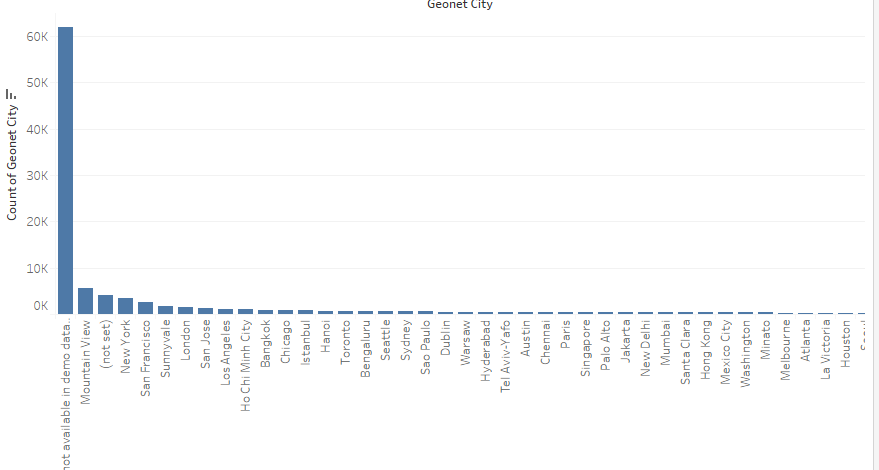 Geonet City
Count of Geonet City
60K
50K
40K
30K
20K
10K
0K
not available in demo data..
Mountain View
(not set)
New York
San Francisco
Sunnyvale
London
San Jose
Los Angeles
Ho Chi Minh City
Bangkok
Chicago
Istanbul
Hanoi
Toronto
Bengaluru
Seattle
Sydney
Sao Paulo
Dublin
Warsaw
Hyderabad
Tel Aviv-Yafo
Austin
Chennai
Paris
Singapore
Palo Alto
Jakarta
New Delhi
Mumbai
Santa Clara
Hong Kong
Mexico City
Washington
Minato
Melbourne
Atlanta
La Victoria
Houston